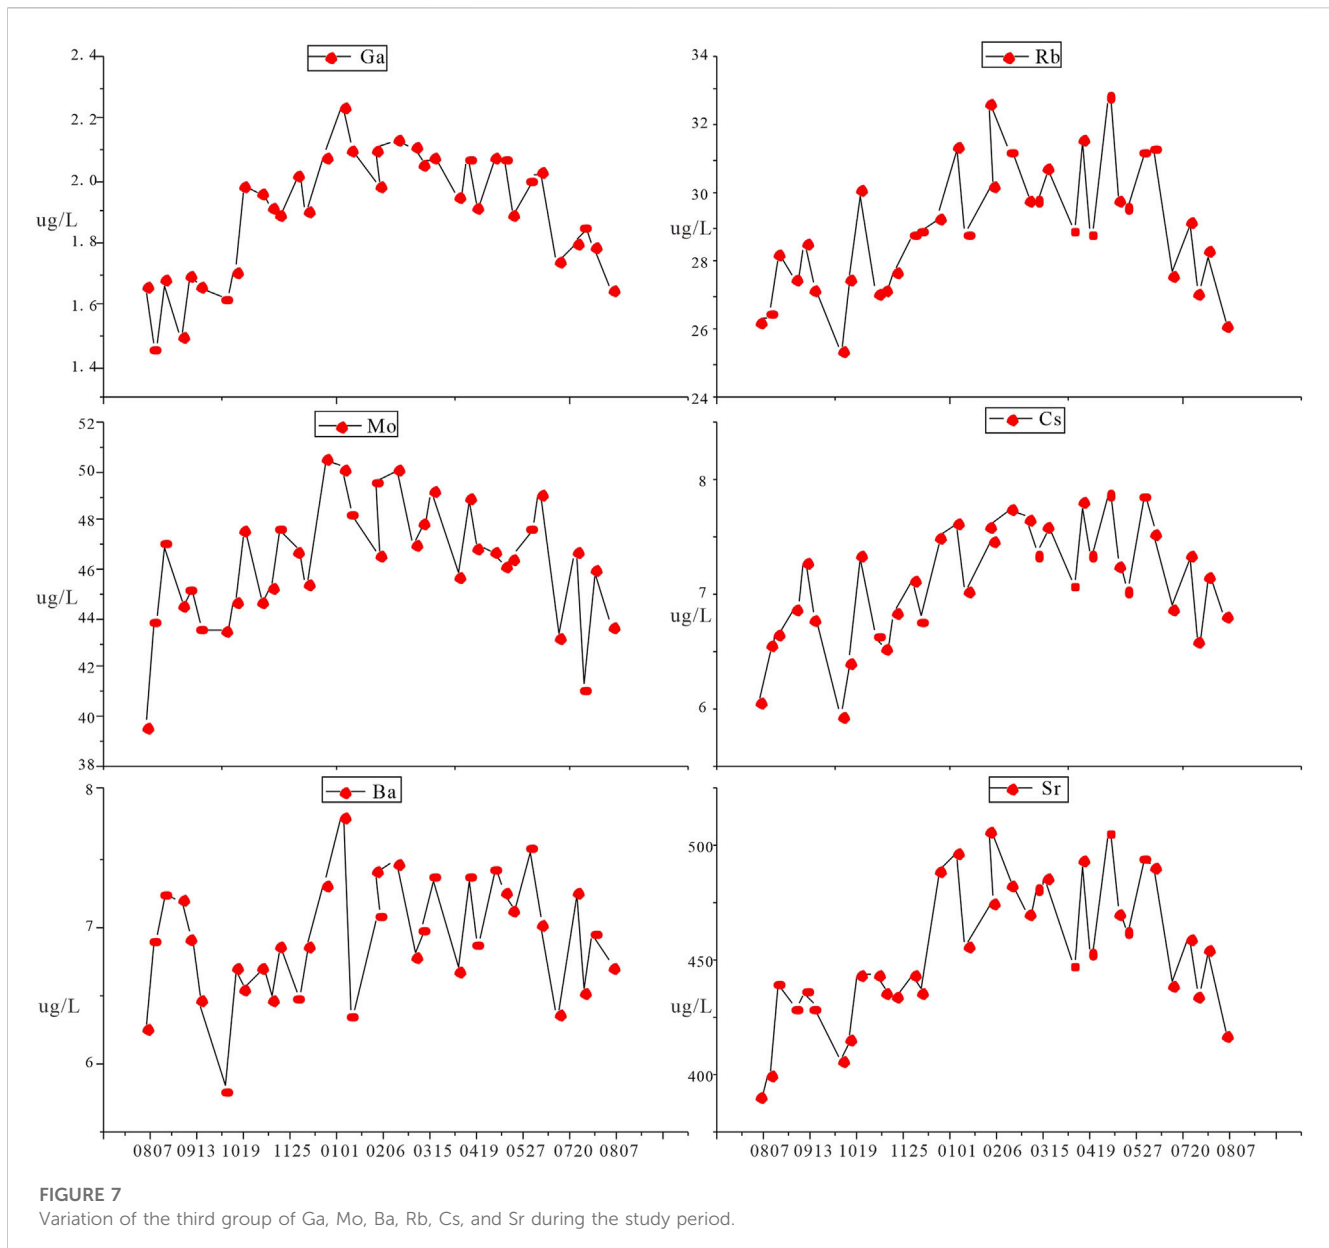 Ga
2. 4
2. 2
2. 0
1. 8
1. 6
1. 4
ug/L
Rb
34
32
30
28
26
24
ug/L
Mo
52
50
48
46
44
42
40
38
ug/L
Cs
8
7
6
ug/L
Ba
8
7
6
ug/L
0807 0913 1019 1125 0101 0206 0315 0419 0527 0720 0807
Sr
500
450
400
ug/L
0807 0913 1019 1125 0101 0206 0315 0419 0527 0720 0807
FIGURE 7
Variation of the third group of Ga, Mo, Ba, Rb, Cs, and Sr during the study period.